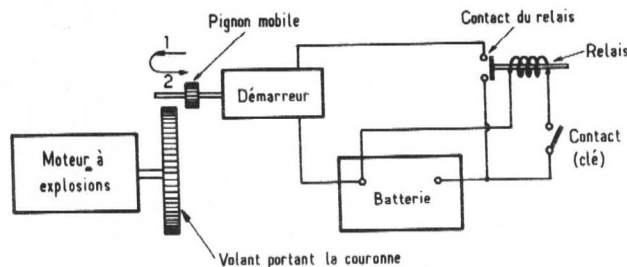 Contact du relais
Pignon mobile
Relais
1
2
Démarreur
Contact
(clé)
Moteur à
explosions
Batterie
Volant portant la couronne